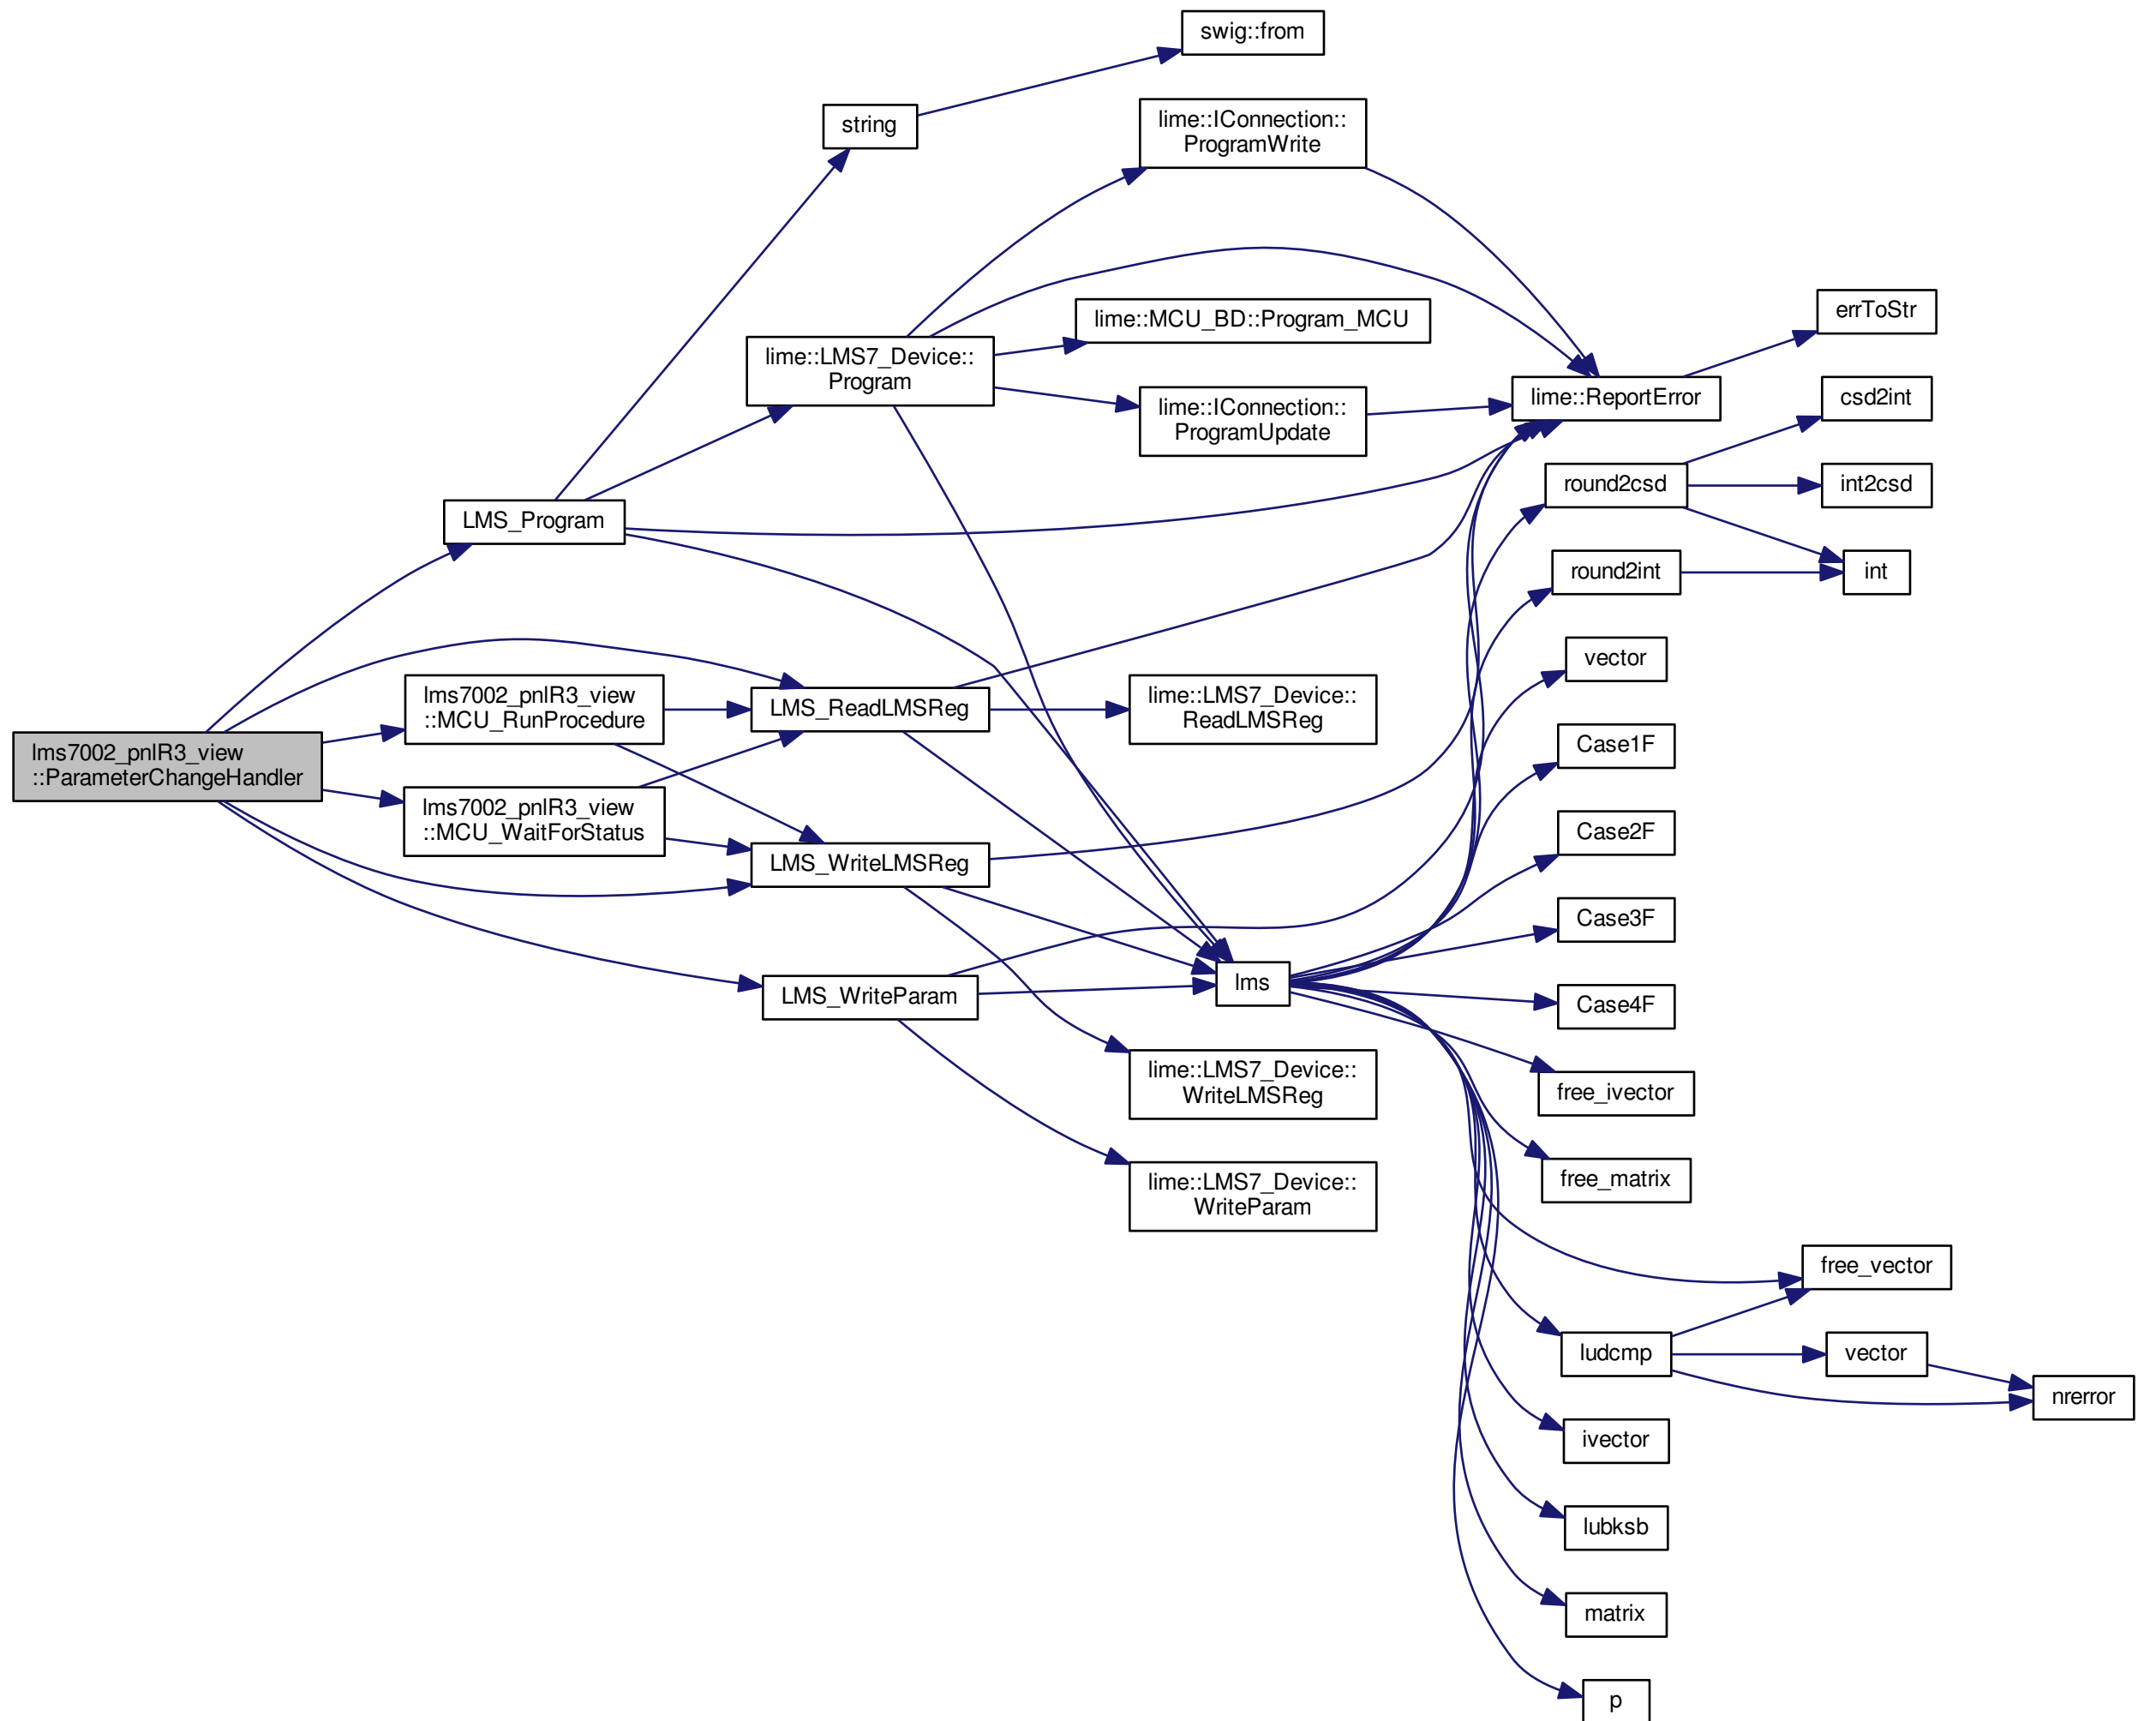 swig::from
string
lime::IConnection::
ProgramWrite
errToStr
lime::MCU_BD::Program_MCU
lime::LMS7_Device::
Program
lime::ReportError
csd2int
lime::IConnection::
ProgramUpdate
round2csd
int2csd
LMS_Program
round2int
int
vector
lms7002_pnlR3_view
::MCU_RunProcedure
LMS_ReadLMSReg
lime::LMS7_Device::
ReadLMSReg
Case1F
lms7002_pnlR3_view
::ParameterChangeHandler
lms7002_pnlR3_view
::MCU_WaitForStatus
Case2F
LMS_WriteLMSReg
Case3F
lms
LMS_WriteParam
Case4F
lime::LMS7_Device::
WriteLMSReg
free_ivector
free_matrix
lime::LMS7_Device::
WriteParam
free_vector
ludcmp
vector
nrerror
ivector
lubksb
matrix
p